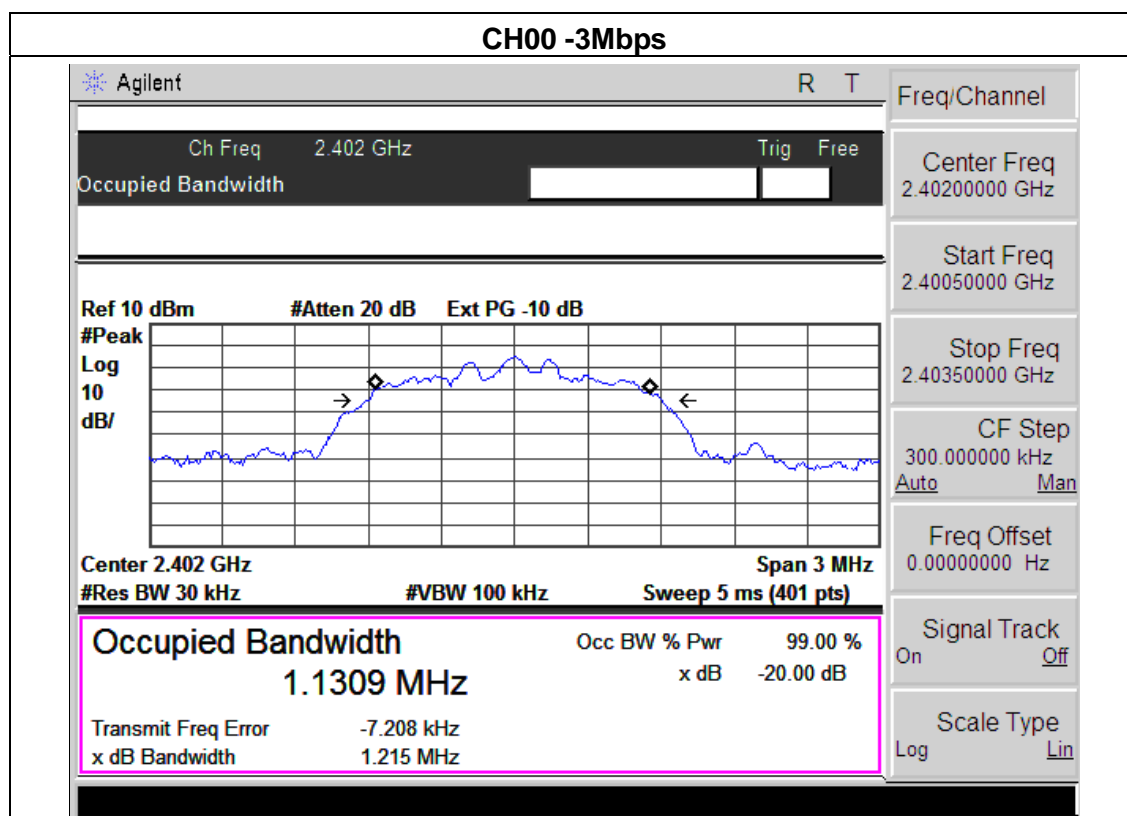 CH00 -3Mbps
Agilent R T
Ch Freq 2.402 GHz Trig Free
Occupied Bandwidth
Ref 10 dBm #Atten 20 dB Ext PG -10 dB
#Peak
Log
10
dB/
Center 2.402 GHz Span 3 MHz
#Res BW 30 kHz #VBW 100 kHz Sweep 5 ms (401 pts)
Occupied Bandwidth Occ BW % Pwr 99.00 %
1.1309 MHz x dB -20.00 dB
Transmit Freq Error -7.208 kHz
x dB Bandwidth 1.215 MHz
Freq/Channel
Center Freq
2.40200000 GHz
Start Freq
2.40050000 GHz
Stop Freq
2.40350000 GHz
CF Step
300.000000 kHz
Auto Man
Freq Offset
0.00000000 Hz
Signal Track
On Off
Scale Type
Log Lin